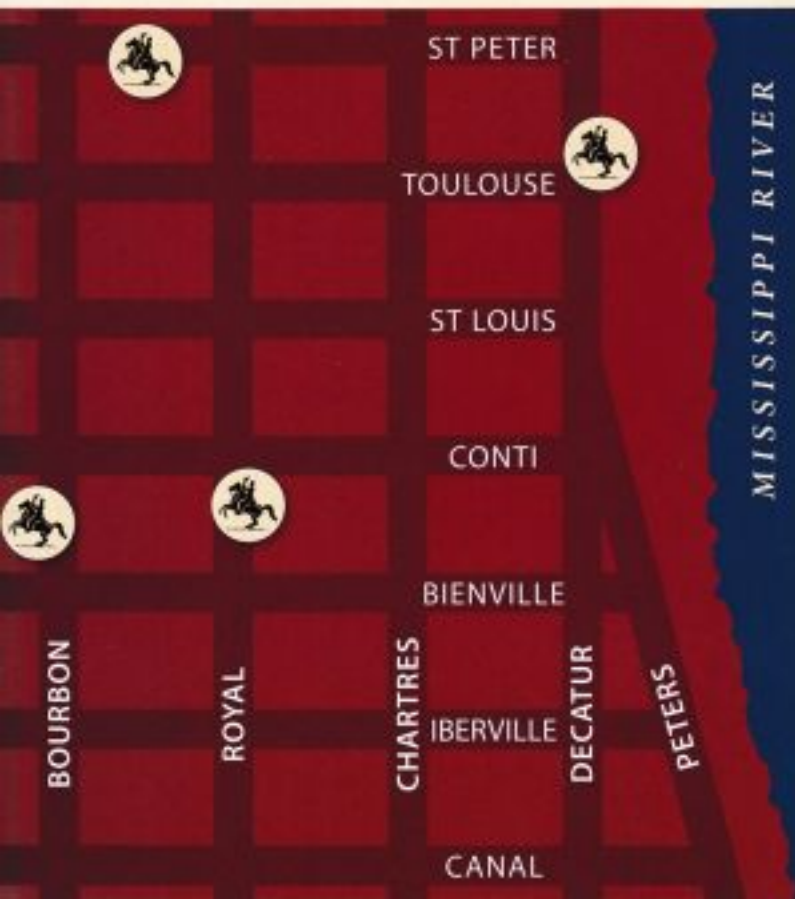 ST PETER
MISSISSIPPI RIVER
TOULOUSE
ST LOUIS
CONTI
BIENVILLE
BOURBON
ROYAL
CHARTRES
DECATUR
PETERS
IBERVILLE
CANAL